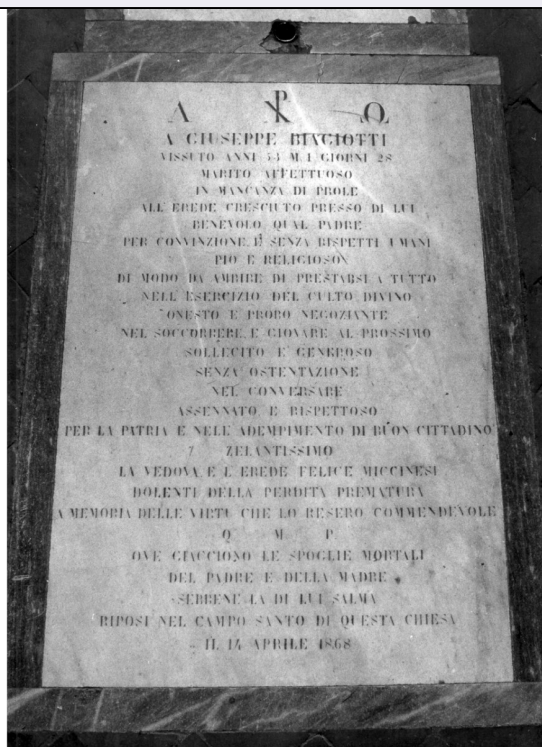 Α ☧ Ω
A GIUSEPPE BIAGIOTTI
VISSUTO ANNI 54 M. 1 GIORNI 28
MARITO AFFETTUOSO
IN MANCANZA DI PROLE
ALL EREDE CRESCIUTO PRESSO DI LUI
BENEVOLO QUAL PADRE
PER CONVINZIONE E SENZA RISPETTI UMANI
PIO E RELIGIOSO
DI MODO DA AMBIRE DI PRESTARSI A TUTTO
NELL ESERCIZIO DEL CULTO DIVINO
ONESTO E PROBO NEGOZIANTE
NEL SOCCORRERE E GIOVARE AL PROSSIMO
SOLLECITO E GENEROSO
SENZA OSTENTAZIONE
NEL CONVERSARE
ASSENNATO E RISPETTOSO
PER LA PATRIA E NELE ADEMPIMENTO DI BUON CITTADINO
ZELANTISSIMO
LA VEDOVA E L EREDE FELICE MICCINESI
DOLENTI DELLA PERDITA PREMATURA
A MEMORIA DELLE VIRTU CHE LO RESERO COMMENDEVOLE
Q M P
OVE GIACCIONO LE SPOGLIE MORTALI
DEL PADRE E DELLA MADRE
SEBBENE LA DI LUI SALMA
RIPOSI NEL CAMPO SANTO DI QUESTA CHIESA
IL 14 APRILE 1868